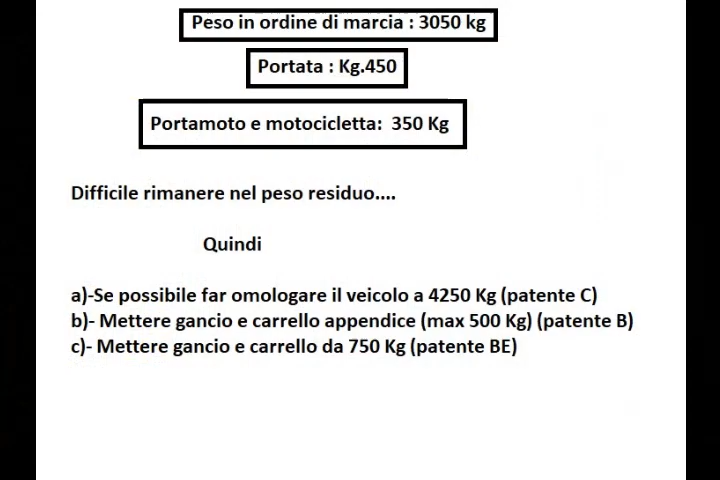 Peso in ordine di marcia : 3050 kg
Portata : Kg.450
Portamoto e motocicletta: 350 Kg
Difficile rimanere nel peso residuo....
Quindi
a)-Se possibile far omologare il veicolo a 4250 Kg (patente C)
b)- Mettere gancio e carrello appendice (max 500 Kg) (patente B)
c)- Mettere gancio e carrello da 750 Kg (patente BE)